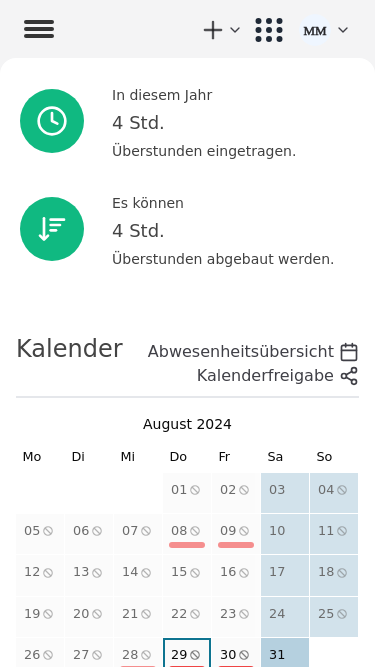 MM
In diesem Jahr
4 Std.
Überstunden eingetragen.
Es können
4 Std.
Überstunden abgebaut werden.
Kalender
Abwesenheitsübersicht
Kalenderfreigabe
August 2024
Mo Di Mi Do Fr Sa So
01 02 03 04
05 06 07 08 09 10 11
12 13 14 15 16 17 18
19 20 21 22 23 24 25
26 27 28 29 30 31